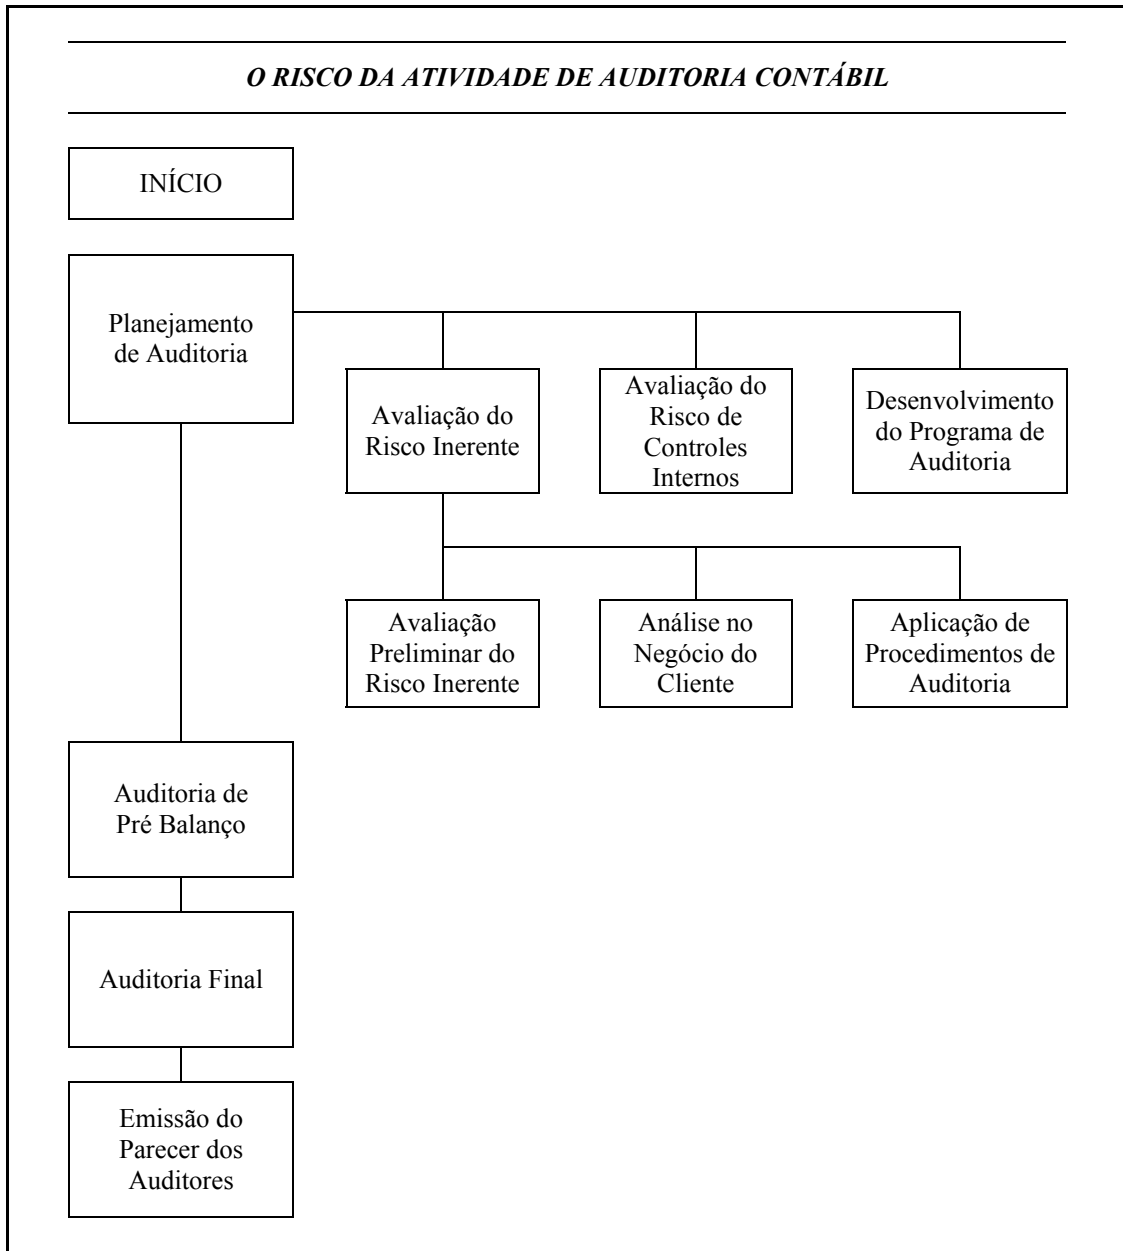 O RISCO DA ATIVIDADE DE AUDITORIA CONTÁBIL
INÍCIO
Planejamento
de Auditoria
Avaliação do
Risco Inerente
Avaliação do
Risco de
Controles
Internos
Desenvolvimento
do Programa de
Auditoria
Avaliação
Preliminar do
Risco Inerente
Análise no
Negócio do
Cliente
Aplicação de
Procedimentos de
Auditoria
Auditoria de
Pré Balanço
Auditoria Final
Emissão do
Parecer dos
Auditores